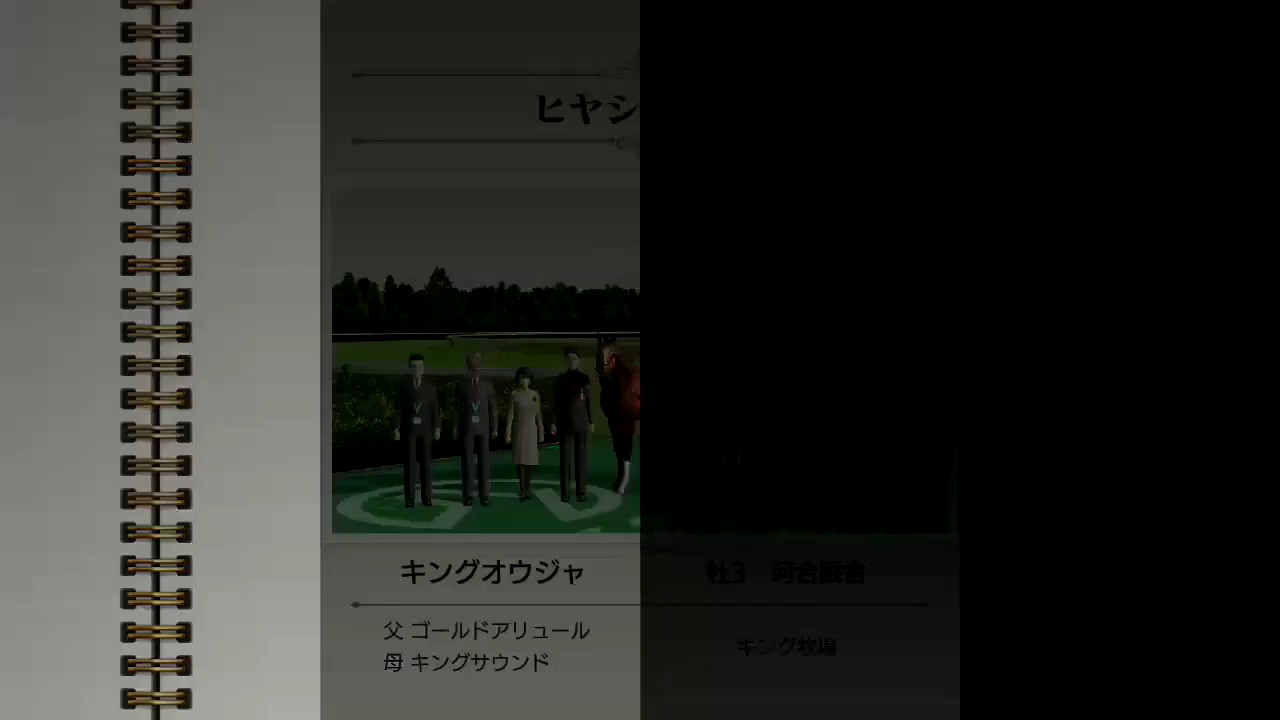 ヒヤシ
キングオウジャ 牡3 河合厩舎
父 ゴールドアリュール
キング牧場
母 キングサウンド